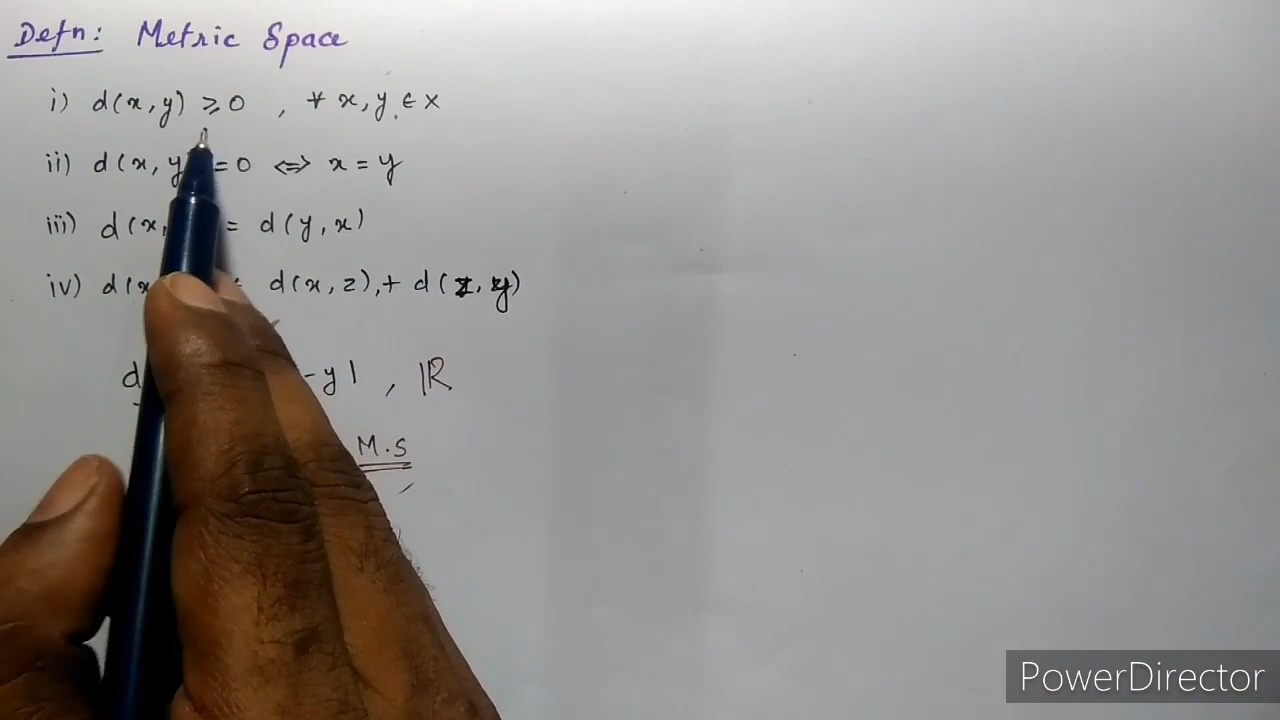 Defn: Metric Space
i) d(x,y) ≥ 0 , ∀ x, y ∈ X
ii) d(x, y = 0 ⇔ x = y
iii) d(x, = d(y,x)
iv) d(x d(x,z), + d(z,y)
d -y| , ℝ
M.S
PowerDirector